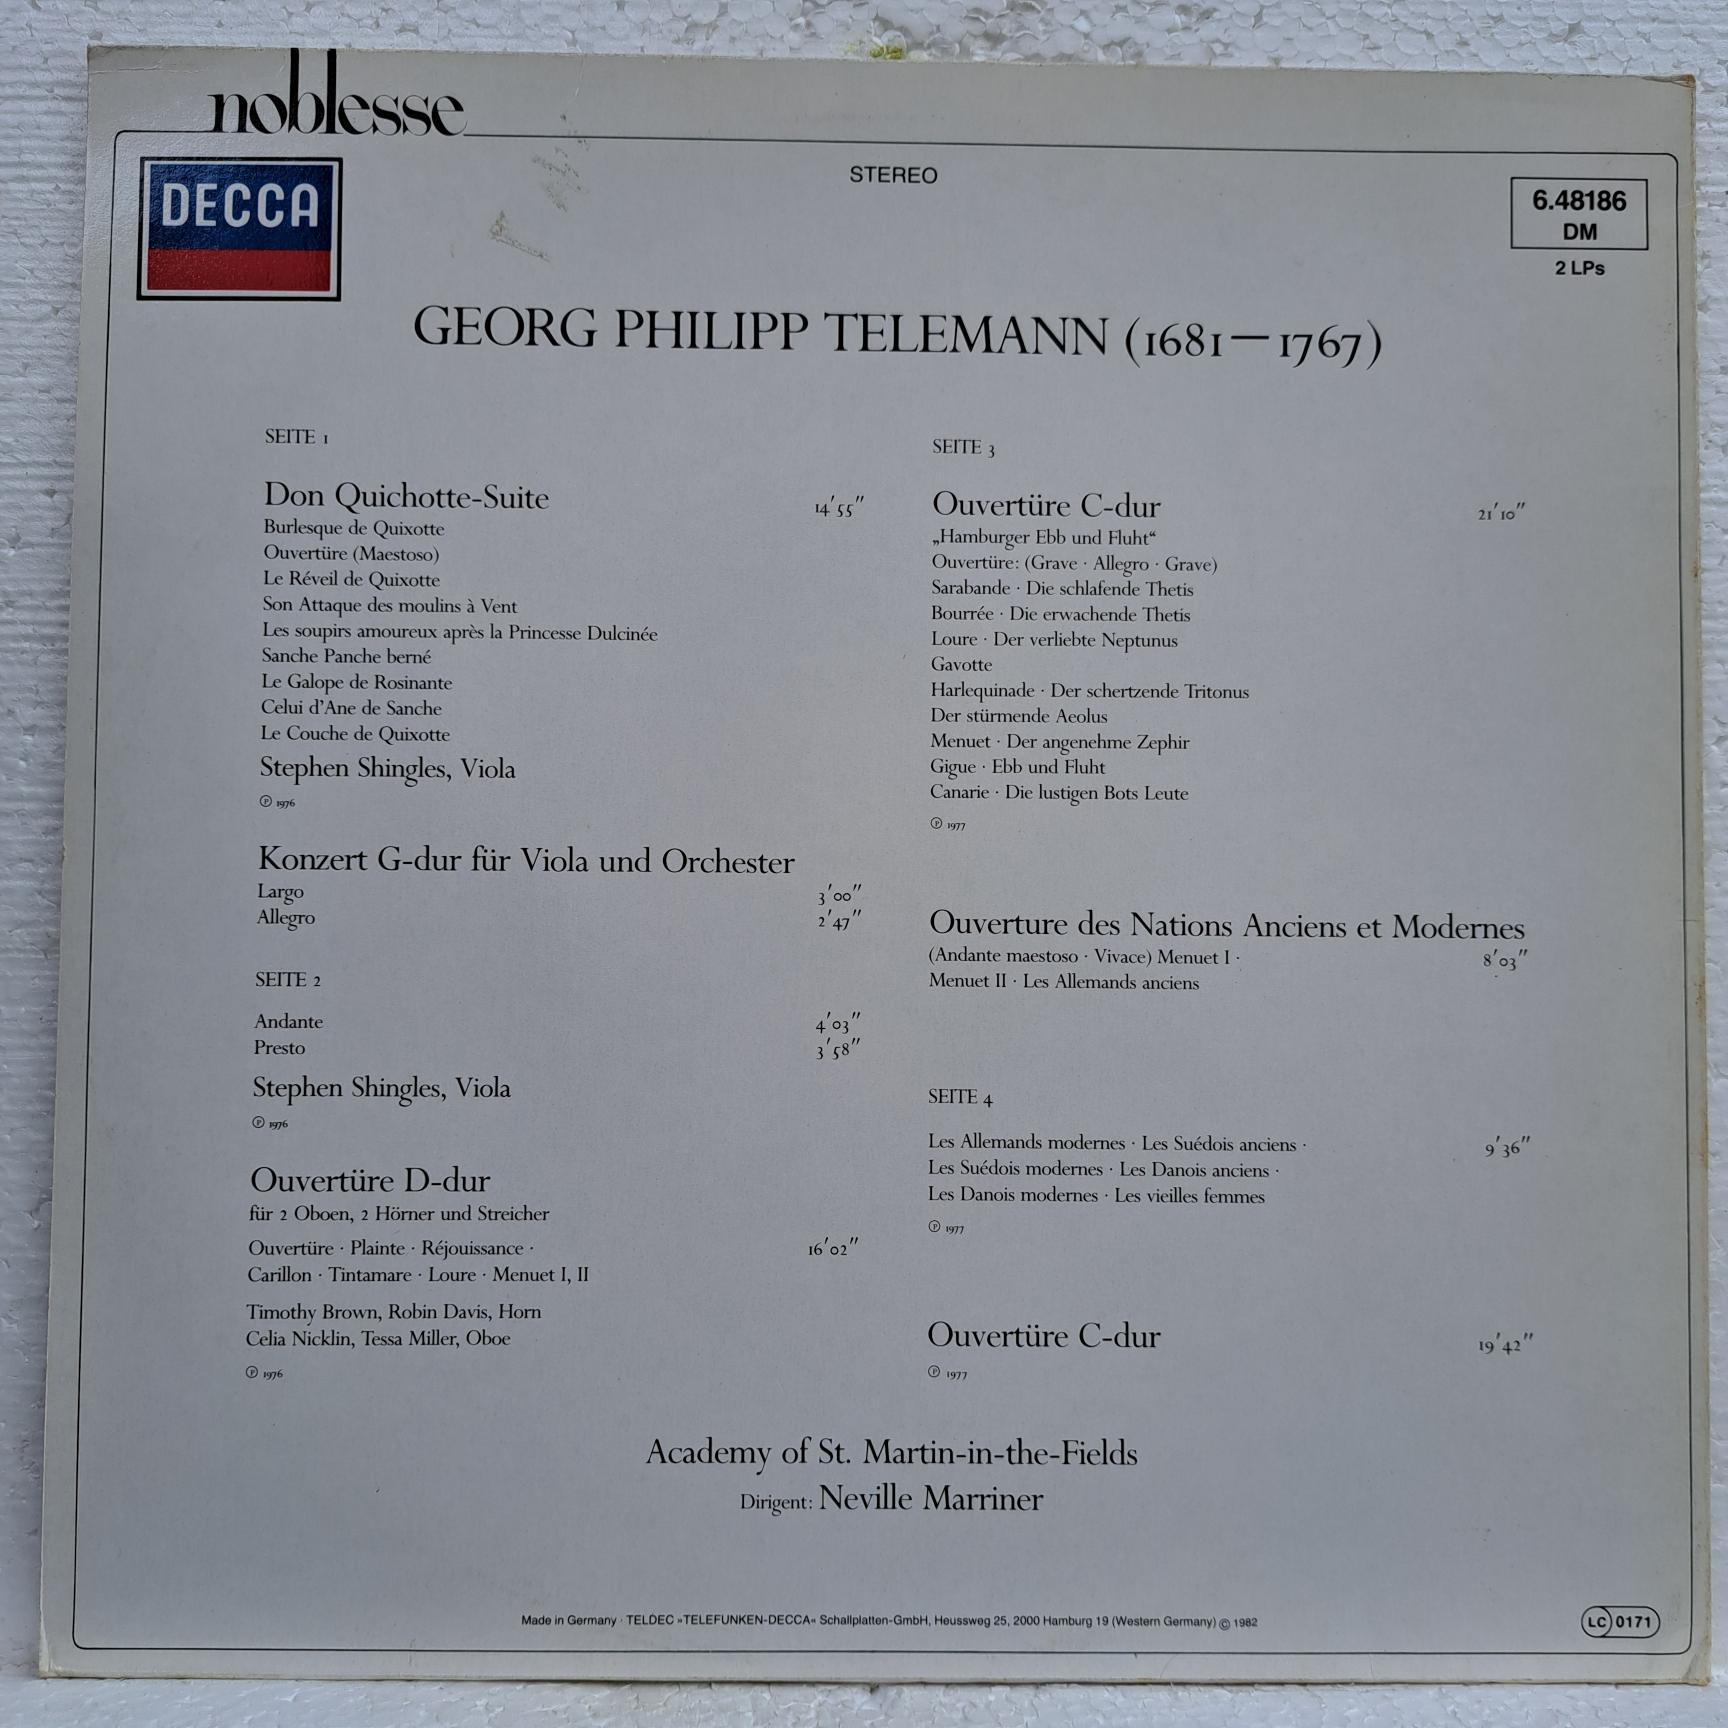 noblesse
DECCA
STEREO
6.48186
DM
2 LPs
GEORG PHILIPP TELEMANN (1681–1767)
SEITE 1
Don Quichotte-Suite 14′55″
Burlesque de Quixotte
Ouvertüre (Maestoso)
Le Réveil de Quixotte
Son Attaque des moulins à Vent
Les soupirs amoureux après la Princesse Dulcinée
Sanche Panche berné
Le Galope de Rosinante
Celui d'Ane de Sanche
Le Couche de Quixotte
Stephen Shingles, Viola
℗ 1976
Konzert G-dur für Viola und Orchester
Largo 3′00″
Allegro 2′47″
SEITE 2
Andante 4′03″
Presto 3′58″
Stephen Shingles, Viola
℗ 1976
Ouvertüre D-dur
für 2 Oboen, 2 Hörner und Streicher
Ouvertüre · Plainte · Réjouissance · 16′02″
Carillon · Tintamare · Loure · Menuet I, II
Timothy Brown, Robin Davis, Horn
Celia Nicklin, Tessa Miller, Oboe
℗ 1976
SEITE 3
Ouvertüre C-dur 21′10″
„Hamburger Ebb und Fluht“
Ouvertüre: (Grave · Allegro · Grave)
Sarabande · Die schlafende Thetis
Bourrée · Die erwachende Thetis
Loure · Der verliebte Neptunus
Gavotte
Harlequinade · Der schertzende Tritonus
Der stürmende Aeolus
Menuet · Der angenehme Zephir
Gigue · Ebb und Fluht
Canarie · Die lustigen Bots Leute
℗ 1977
Ouverture des Nations Anciens et Modernes
(Andante maestoso · Vivace) Menuet I · 8′03″
Menuet II · Les Allemands anciens
SEITE 4
Les Allemands modernes · Les Suédois anciens · 9′36″
Les Suédois modernes · Les Danois anciens ·
Les Danois modernes · Les vieilles femmes
℗ 1977
Ouvertüre C-dur 19′42″
℗ 1977
Academy of St. Martin-in-the-Fields
Dirigent: Neville Marriner
Made in Germany · TELDEC »TELEFUNKEN-DECCA« Schallplatten-GmbH, Heussweg 25, 2000 Hamburg 19 (Western Germany) © 1982
LC 0171